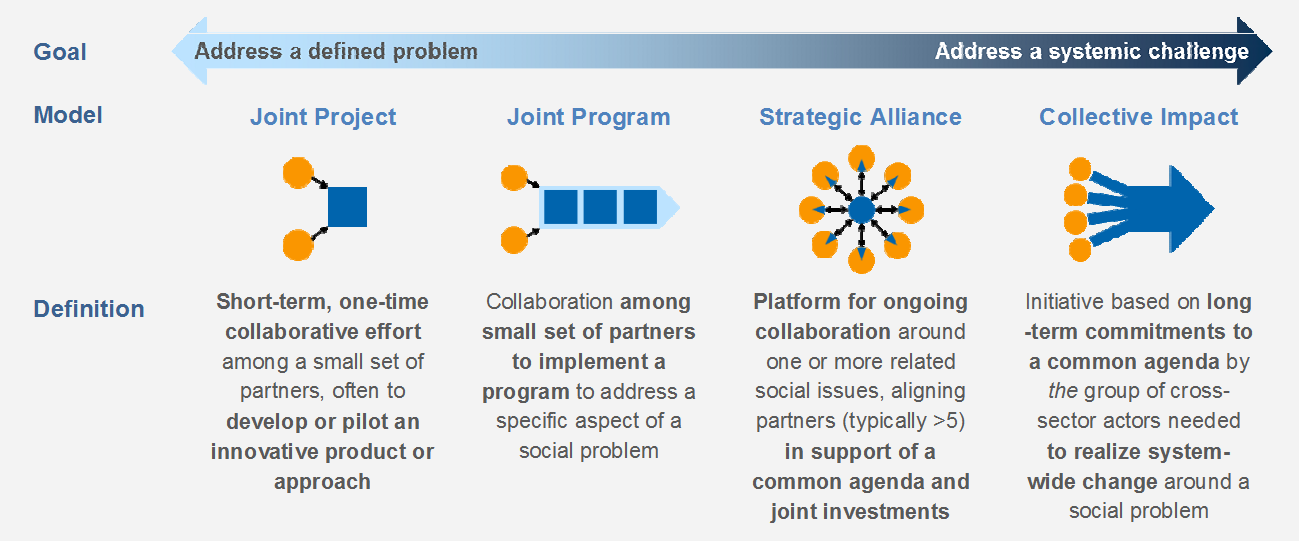 Goal
Address a defined problem
Address a systemic challenge
Model
Joint Project
Joint Program
Strategic Alliance
Collective Impact
Definition
Short-term, one-time
collaborative effort
among a small set of
partners, often to
develop or pilot an
innovative product or
approach
Collaboration among
small set of partners
to implement a
program to address a
specific aspect of a
social problem
Platform for ongoing
collaboration around
one or more related
social issues, aligning
partners (typically >5)
in support of a
common agenda and
joint investments
Initiative based on long
-term commitments to
a common agenda by
the group of cross-
sector actors needed
to realize system-
wide change around a
social problem